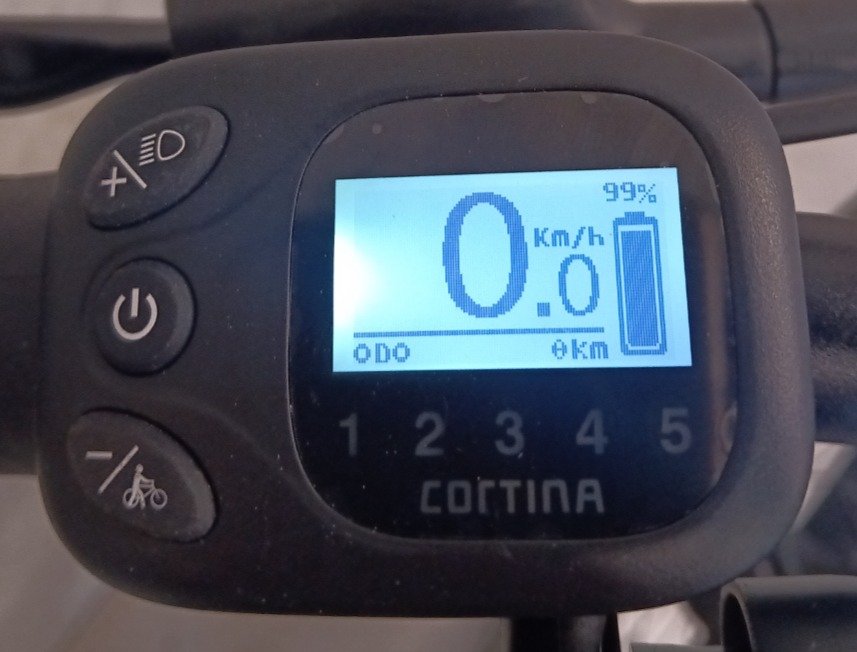 +/
99%
0.0 Km/h
ODO 0km
-/
1 2 3 4 5
CORTINA